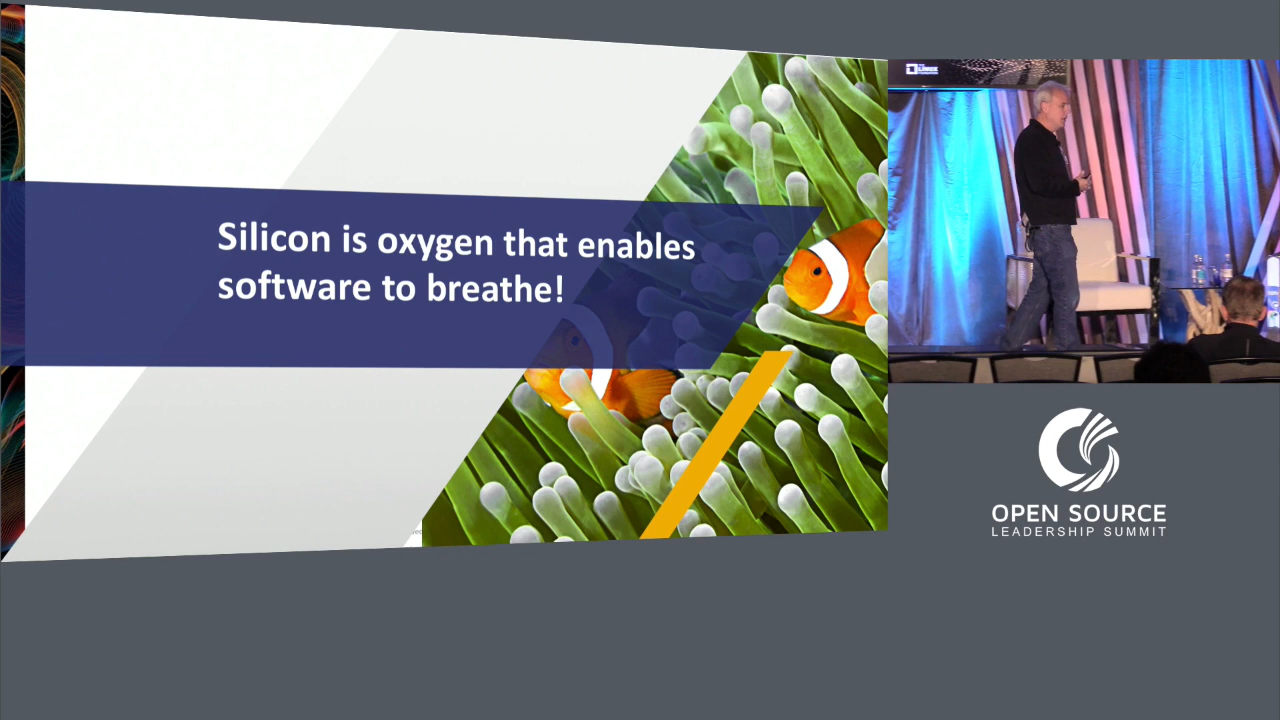 Silicon is oxygen that enables
software to breathe!
OPEN SOURCE
LEADERSHIP SUMMIT